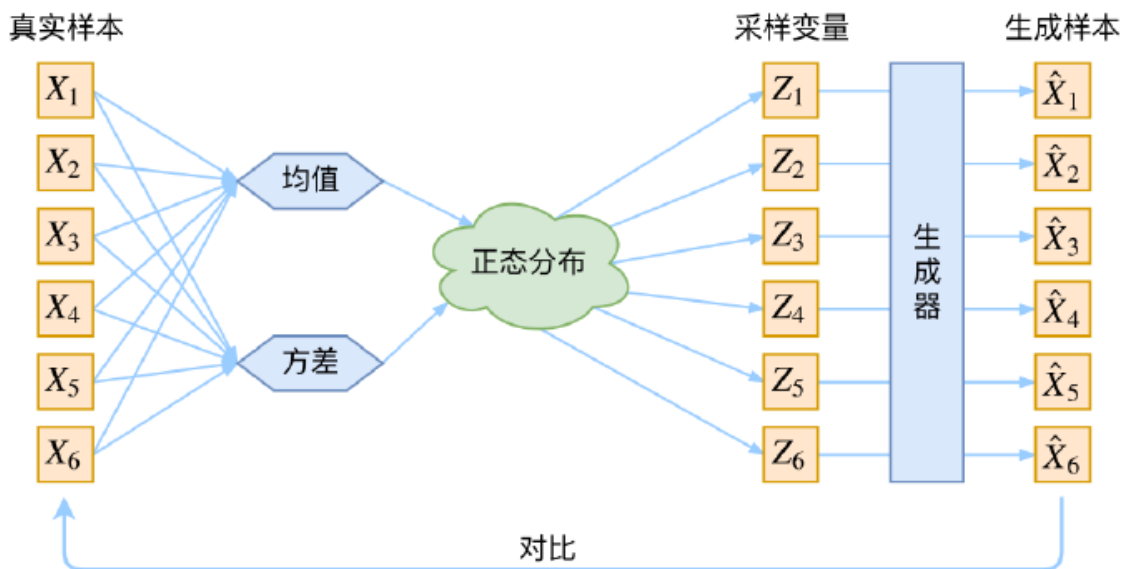 真实样本
采样变量
生成样本
X₁
X₂
X₃
X₄
X₅
X₆
均值
方差
正态分布
Z₁
Z₂
Z₃
Z₄
Z₅
Z₆
生成器
X̂₁
X̂₂
X̂₃
X̂₄
X̂₅
X̂₆
对比